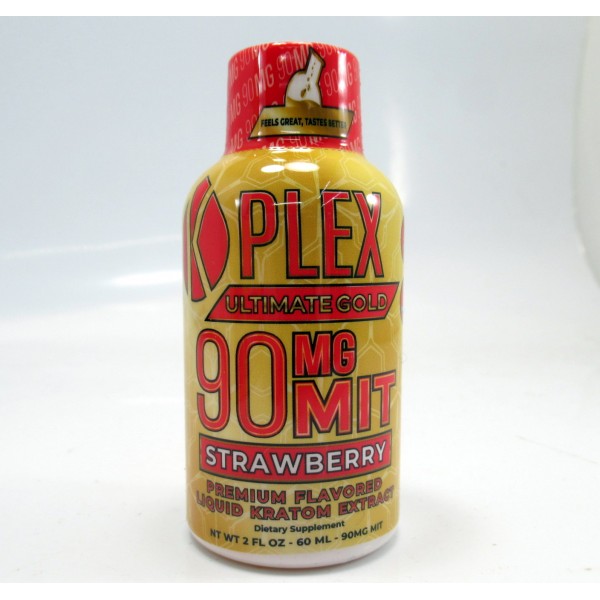 90MG 90MG 90MG
FEELS GREAT, TASTES BETTER
K PLEX
ULTIMATE GOLD
90 MG
MIT
STRAWBERRY
PREMIUM FLAVORED
LIQUID KRATOM EXTRACT
Dietary Supplement
NT WT 2 FL OZ - 60 ML - 90MG MIT